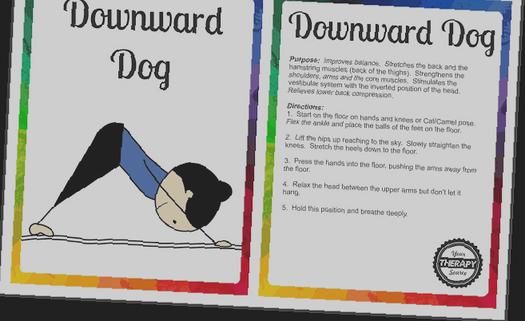 Downward
Dog
Downward Dog
Purpose: Improves balance. Stretches the back and the
hamstring muscles (back of the thighs). Strengthens the
shoulders, arms and the core muscles. Stimulates the
vestibular system with the inverted position of the head.
Relieves lower back compression.
Directions:
1. Start on the floor on hands and knees or Cat/Camel pose.
Flex the ankle and place the balls of the feet on the floor.
2. Lift the hips up reaching to the sky. Slowly straighten the
knees. Stretch the heels down to the floor.
3. Press the hands into the floor, pushing the arms away from
the floor.
4. Relax the head between the upper arms but don't let it
hang.
5. Hold this position and breathe deeply.
Your
THERAPY
Source